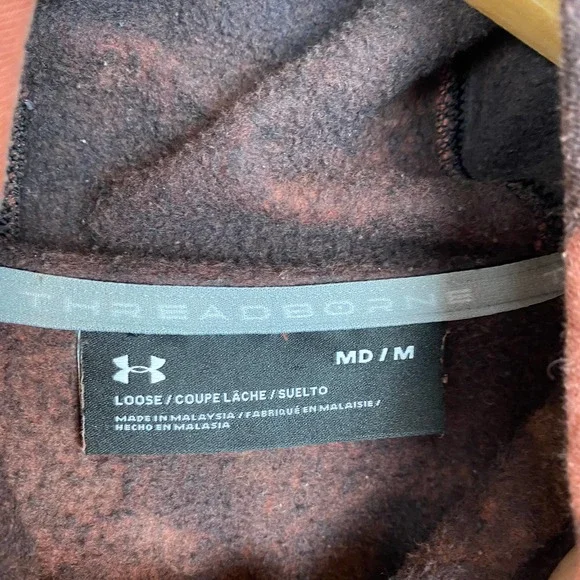 THREADBORNE T
MD / M
LOOSE / COUPE LÂCHE / SUELTO
MADE IN MALAYSIA / FABRIQUÉ EN MALAISIE /
HECHO EN MALASIA